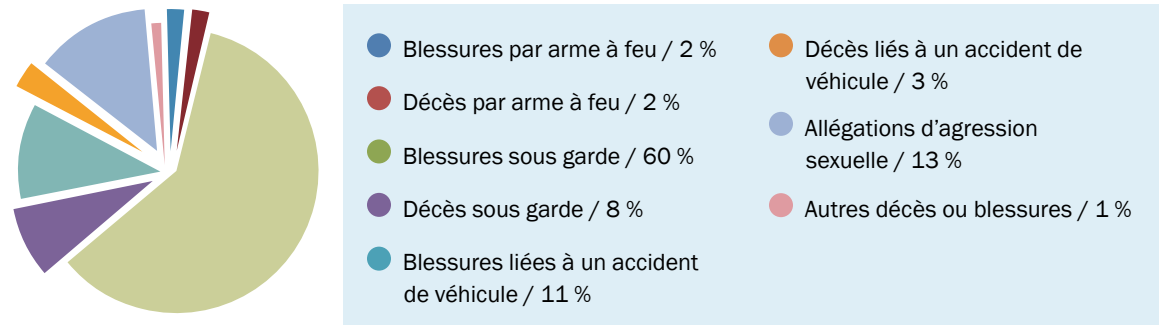 Blessures par arme à feu / 2 %
Décès par arme à feu / 2 %
Blessures sous garde / 60 %
Décès sous garde / 8 %
Blessures liées à un accident
de véhicule / 11 %
Décès liés à un accident de
véhicule / 3 %
Allégations d’agression
sexuelle / 13 %
Autres décès ou blessures / 1 %